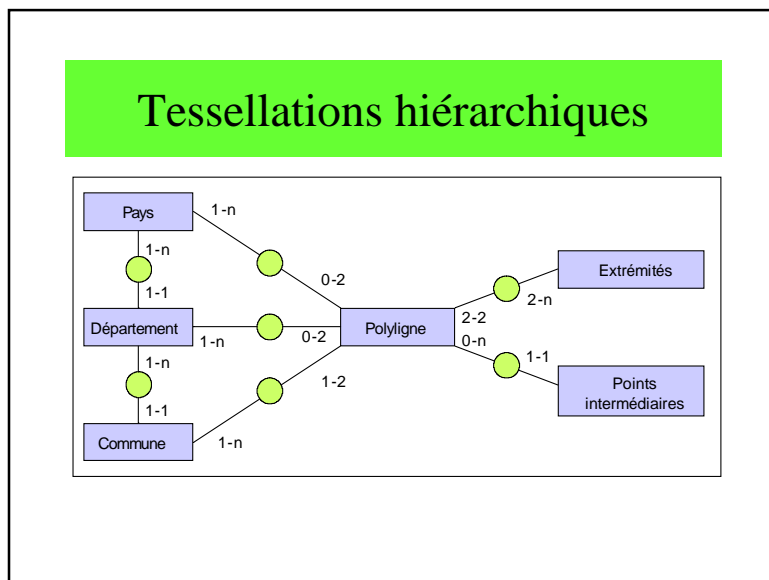 Tessellations hiérarchiques
Pays
1-n
1-n
0-2
1-1
Département
1-n
0-2
1-n
1-1
Commune
1-n
1-2
Polyligne
2-2
0-n
2-n
1-1
Extrémités
Points
intermédiaires